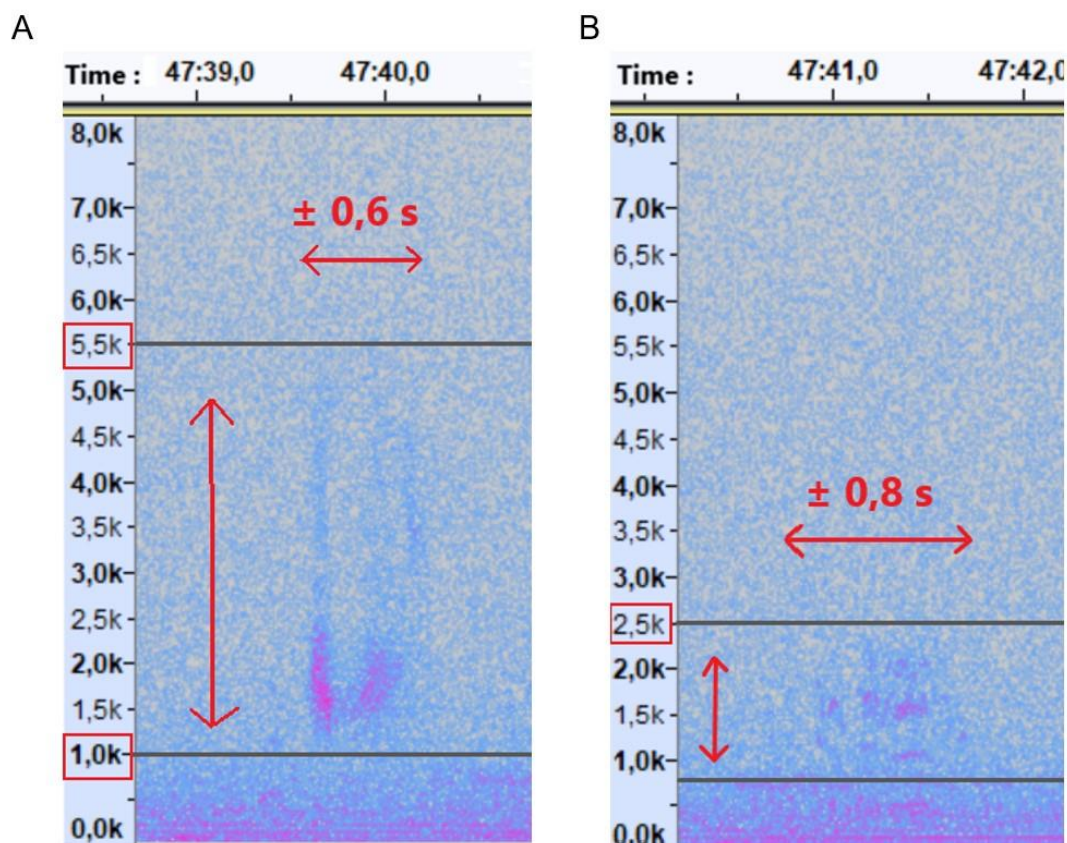 A
Time : 47:39,0 47:40,0
8,0k
7,0k
6,5k
6,0k
5,5k
5,0k
4,5k
4,0k
3,5k
3,0k
2,5k
2,0k
1,5k
1,0k
0,0k
± 0,6 s
B
Time : 47:41,0 47:42,0
8,0k
7,0k
6,5k
6,0k
5,5k
5,0k
4,5k
4,0k
3,5k
3,0k
2,5k
2,0k
1,5k
1,0k
0,0k
± 0,8 s